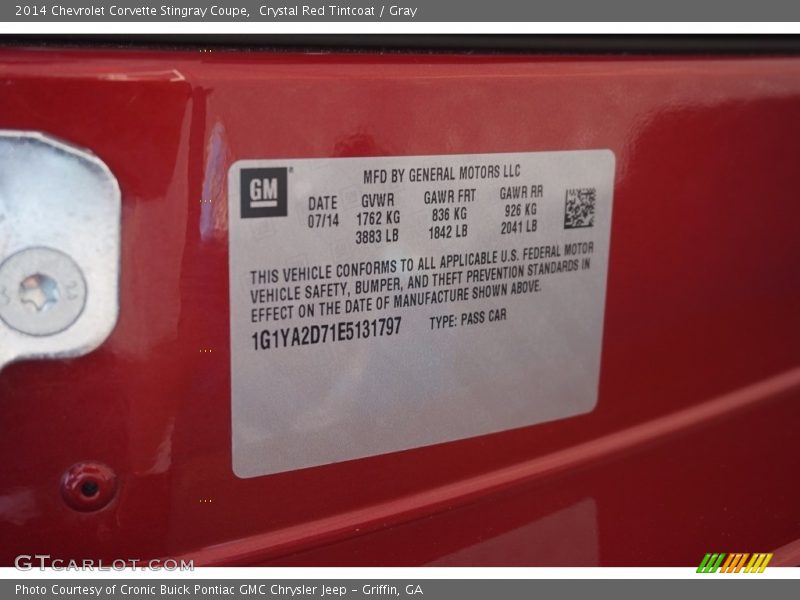 2014 Chevrolet Corvette Stingray Coupe,  Crystal Red Tintcoat / Gray
GM
MFD BY GENERAL MOTORS LLC
DATE GVWR GAWR FRT GAWR RR
07/14 1762 KG 836 KG 926 KG
3883 LB 1842 LB 2041 LB
THIS VEHICLE CONFORMS TO ALL APPLICABLE U.S. FEDERAL MOTOR
VEHICLE SAFETY, BUMPER, AND THEFT PREVENTION STANDARDS IN
EFFECT ON THE DATE OF MANUFACTURE SHOWN ABOVE.
1G1YA2D71E5131797 TYPE: PASS CAR
GTCARLOT.COM
Photo Courtesy of Cronic Buick Pontiac GMC Chrysler Jeep - Griffin, GA